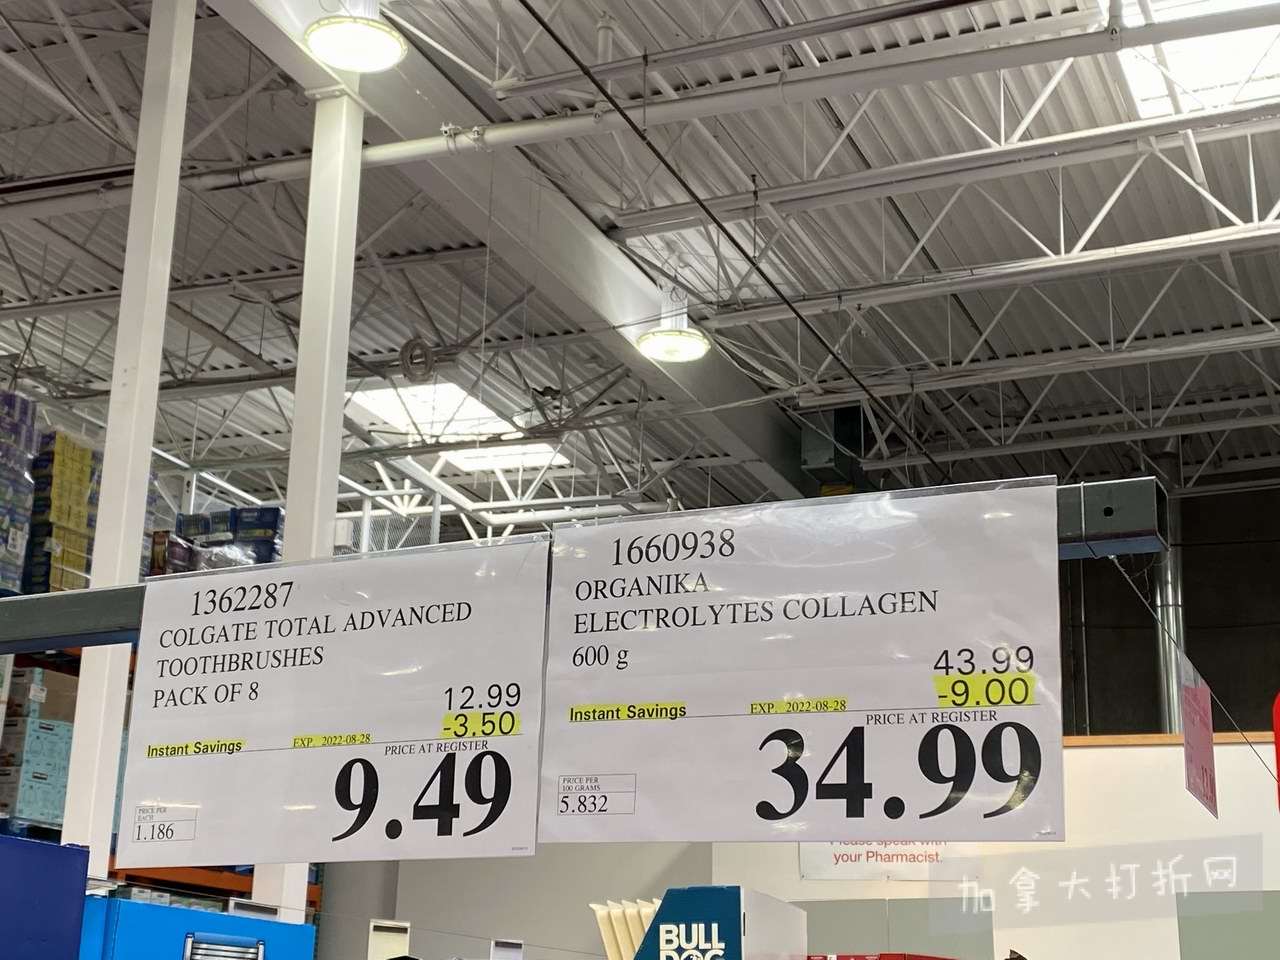 1362287
COLGATE TOTAL ADVANCED
TOOTHBRUSHES
PACK OF 8
12.99
-3.50
Instant Savings
EXP. 2022-08-28
PRICE AT REGISTER
9.49
PRICE PER
EACH
1.186
1660938
ORGANIKA
ELECTROLYTES COLLAGEN
600 g
43.99
-9.00
Instant Savings
EXP. 2022-08-28
PRICE AT REGISTER
34.99
PRICE PER
100 GRAMS
5.832
Please speak with
your Pharmacist.
BULL
DOG
加拿大打折网